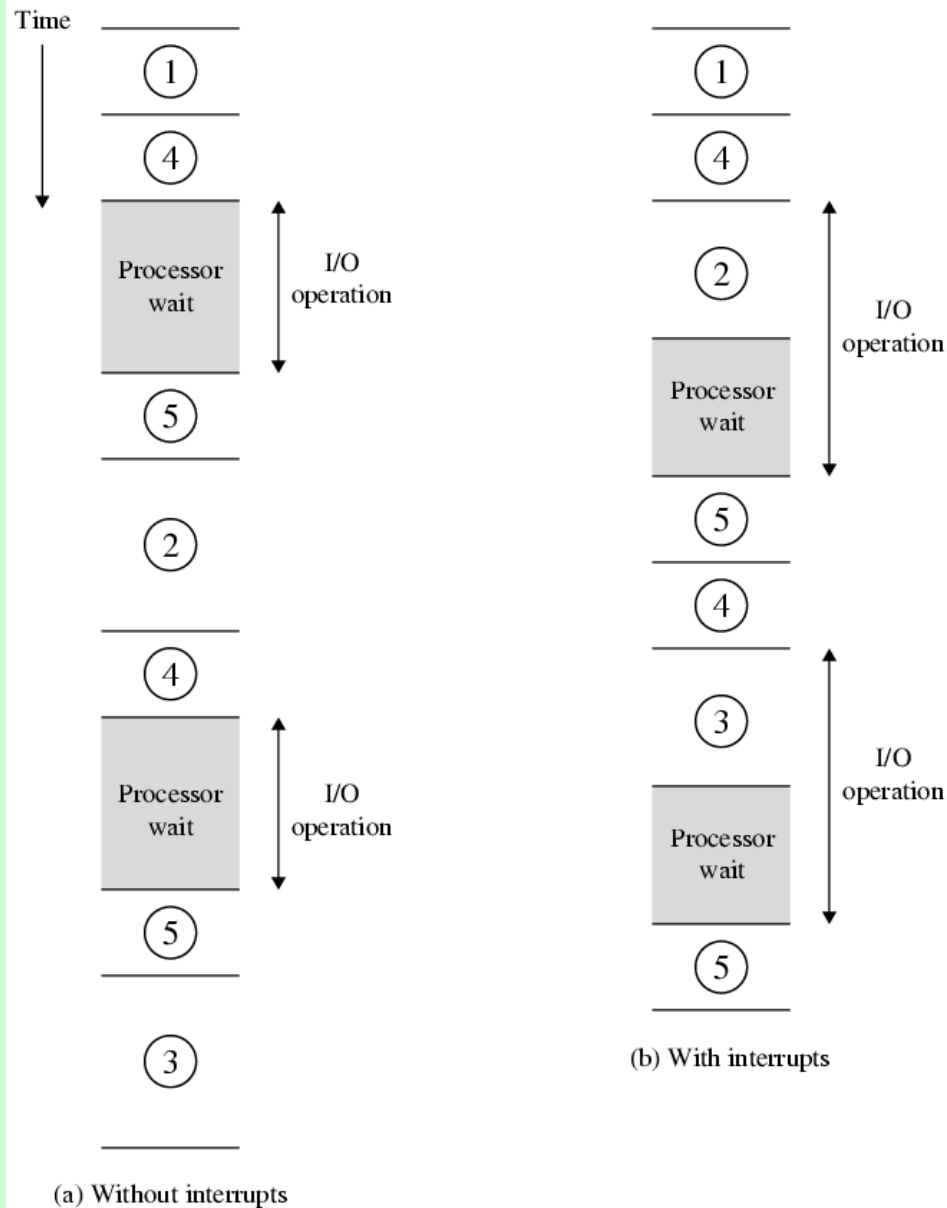 Time
1
4
Processor
wait
I/O
operation
5
2
4
Processor
wait
I/O
operation
5
3
(a) Without interrupts
1
4
2
I/O
operation
Processor
wait
5
4
3
I/O
operation
Processor
wait
5
(b) With interrupts